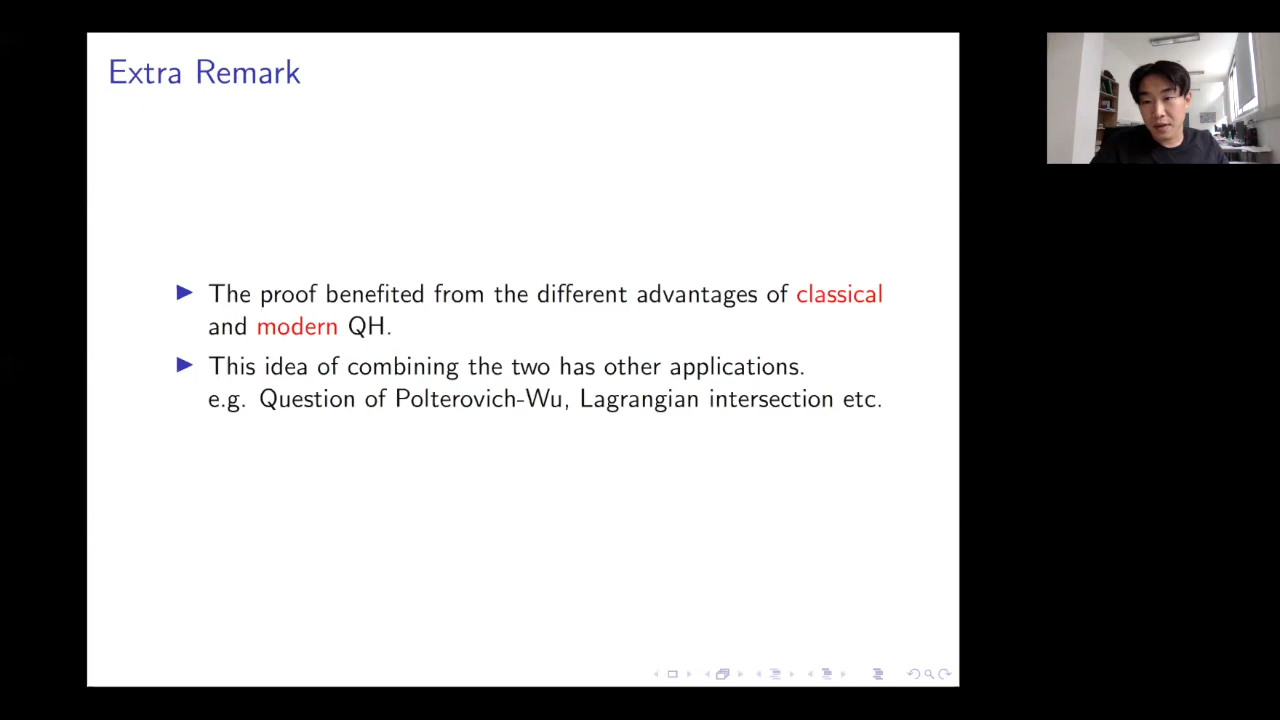 Extra Remark
The proof benefited from the different advantages of classical
and modern QH.
This idea of combining the two has other applications.
e.g. Question of Polterovich-Wu, Lagrangian intersection etc.